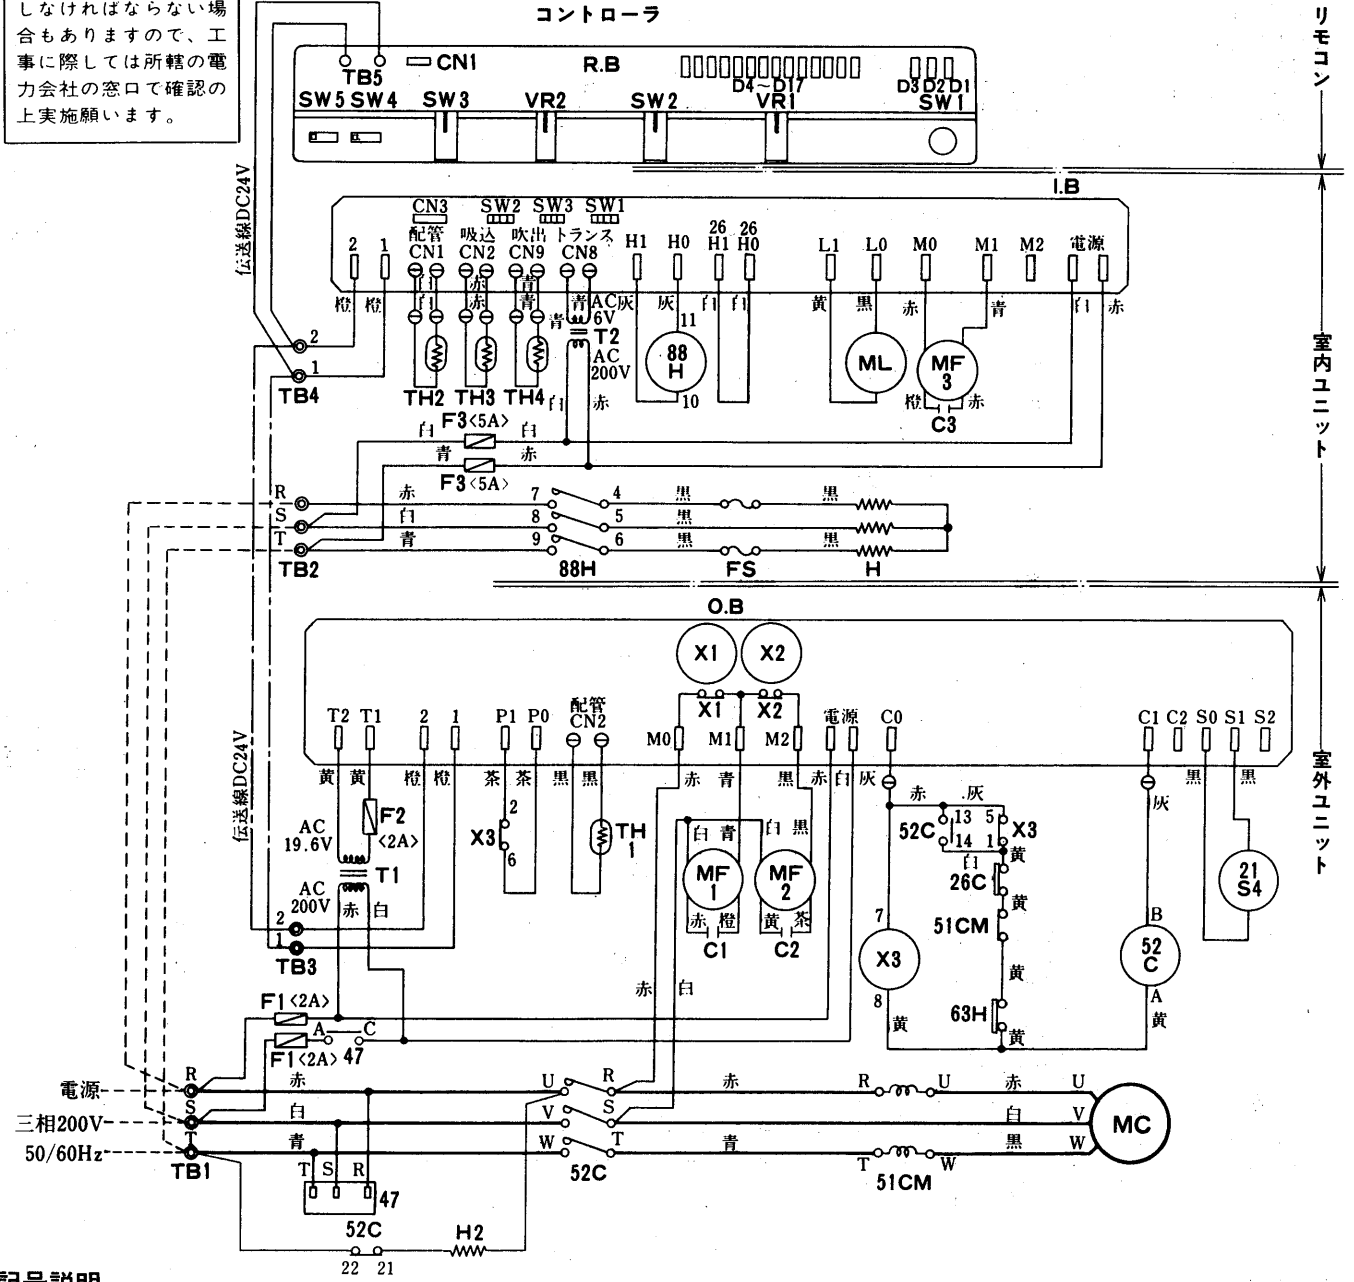 しなければならない場
合もありますので、工
事に際しては所轄の電
力会社の窓口で確認の
上実施願います。
コントローラ
リモコン
TB5 CN1 R.B D4～D17 D3 D2 D1
SW5 SW4 SW3 VR2 SW2 VR1 SW1
伝送線DC24V
I.B
CN3 SW2 SW3 SW1
配管 吸込 吹出 トランス
2 1 CN1 CN2 CN9 CN8 H1 H0 26 H1 26 H0 L1 L0 M0 M1 M2 電源
白 赤 青
橙 橙 白 赤 青 青 AC 6V 灰 灰 白 白 黄 黒 赤 青 白 赤
青 T2 11
2 AC 200V 88 H ML MF 3
1
TB4 TH2 TH3 TH4 白 赤 10 橙 赤
C3
室内ユニット
白 F3<5A> 白
青 赤
F3<5A>
R 赤 7 4 黒 黒
S 白 8 5 黒
T 青 9 6 黒 黒
TB2 88H FS H
O.B
X1 X2
X1 X2
配管
T2 T1 2 1 P1 P0 CN2 M0 M1 M2 電源 C0 C1 C2 S0 S1 S2
伝送線DC24V
黄 黄 橙 橙 茶 茶 黒 黒 赤 青 黒 赤 白 灰 黒 黒
室外ユニット
赤 灰 灰
F2 <2A> 2 X3 6 TH 1 白 青 白 黒 52C 13 14 5 1 X3
AC 19.6V
T1 白 黄
AC 200V MF 1 MF 2 26C 21 S4
赤 白 黄
2 赤 橙 黄 茶 51CM 7 B
1 C1 C2 X3 52 C
TB3 黄
赤 白 8 A
F1<2A> 63H
A C 黄 黄 黄
F1<2A> 47
電源 R 赤 U R 赤 R U 赤 U
三相200V S 白 V S 白 V MC
50/60Hz T 青 W T 青 T W 黒 W
TB1 52C 51CM
T S R
47
52C H2
22 21
記号説明